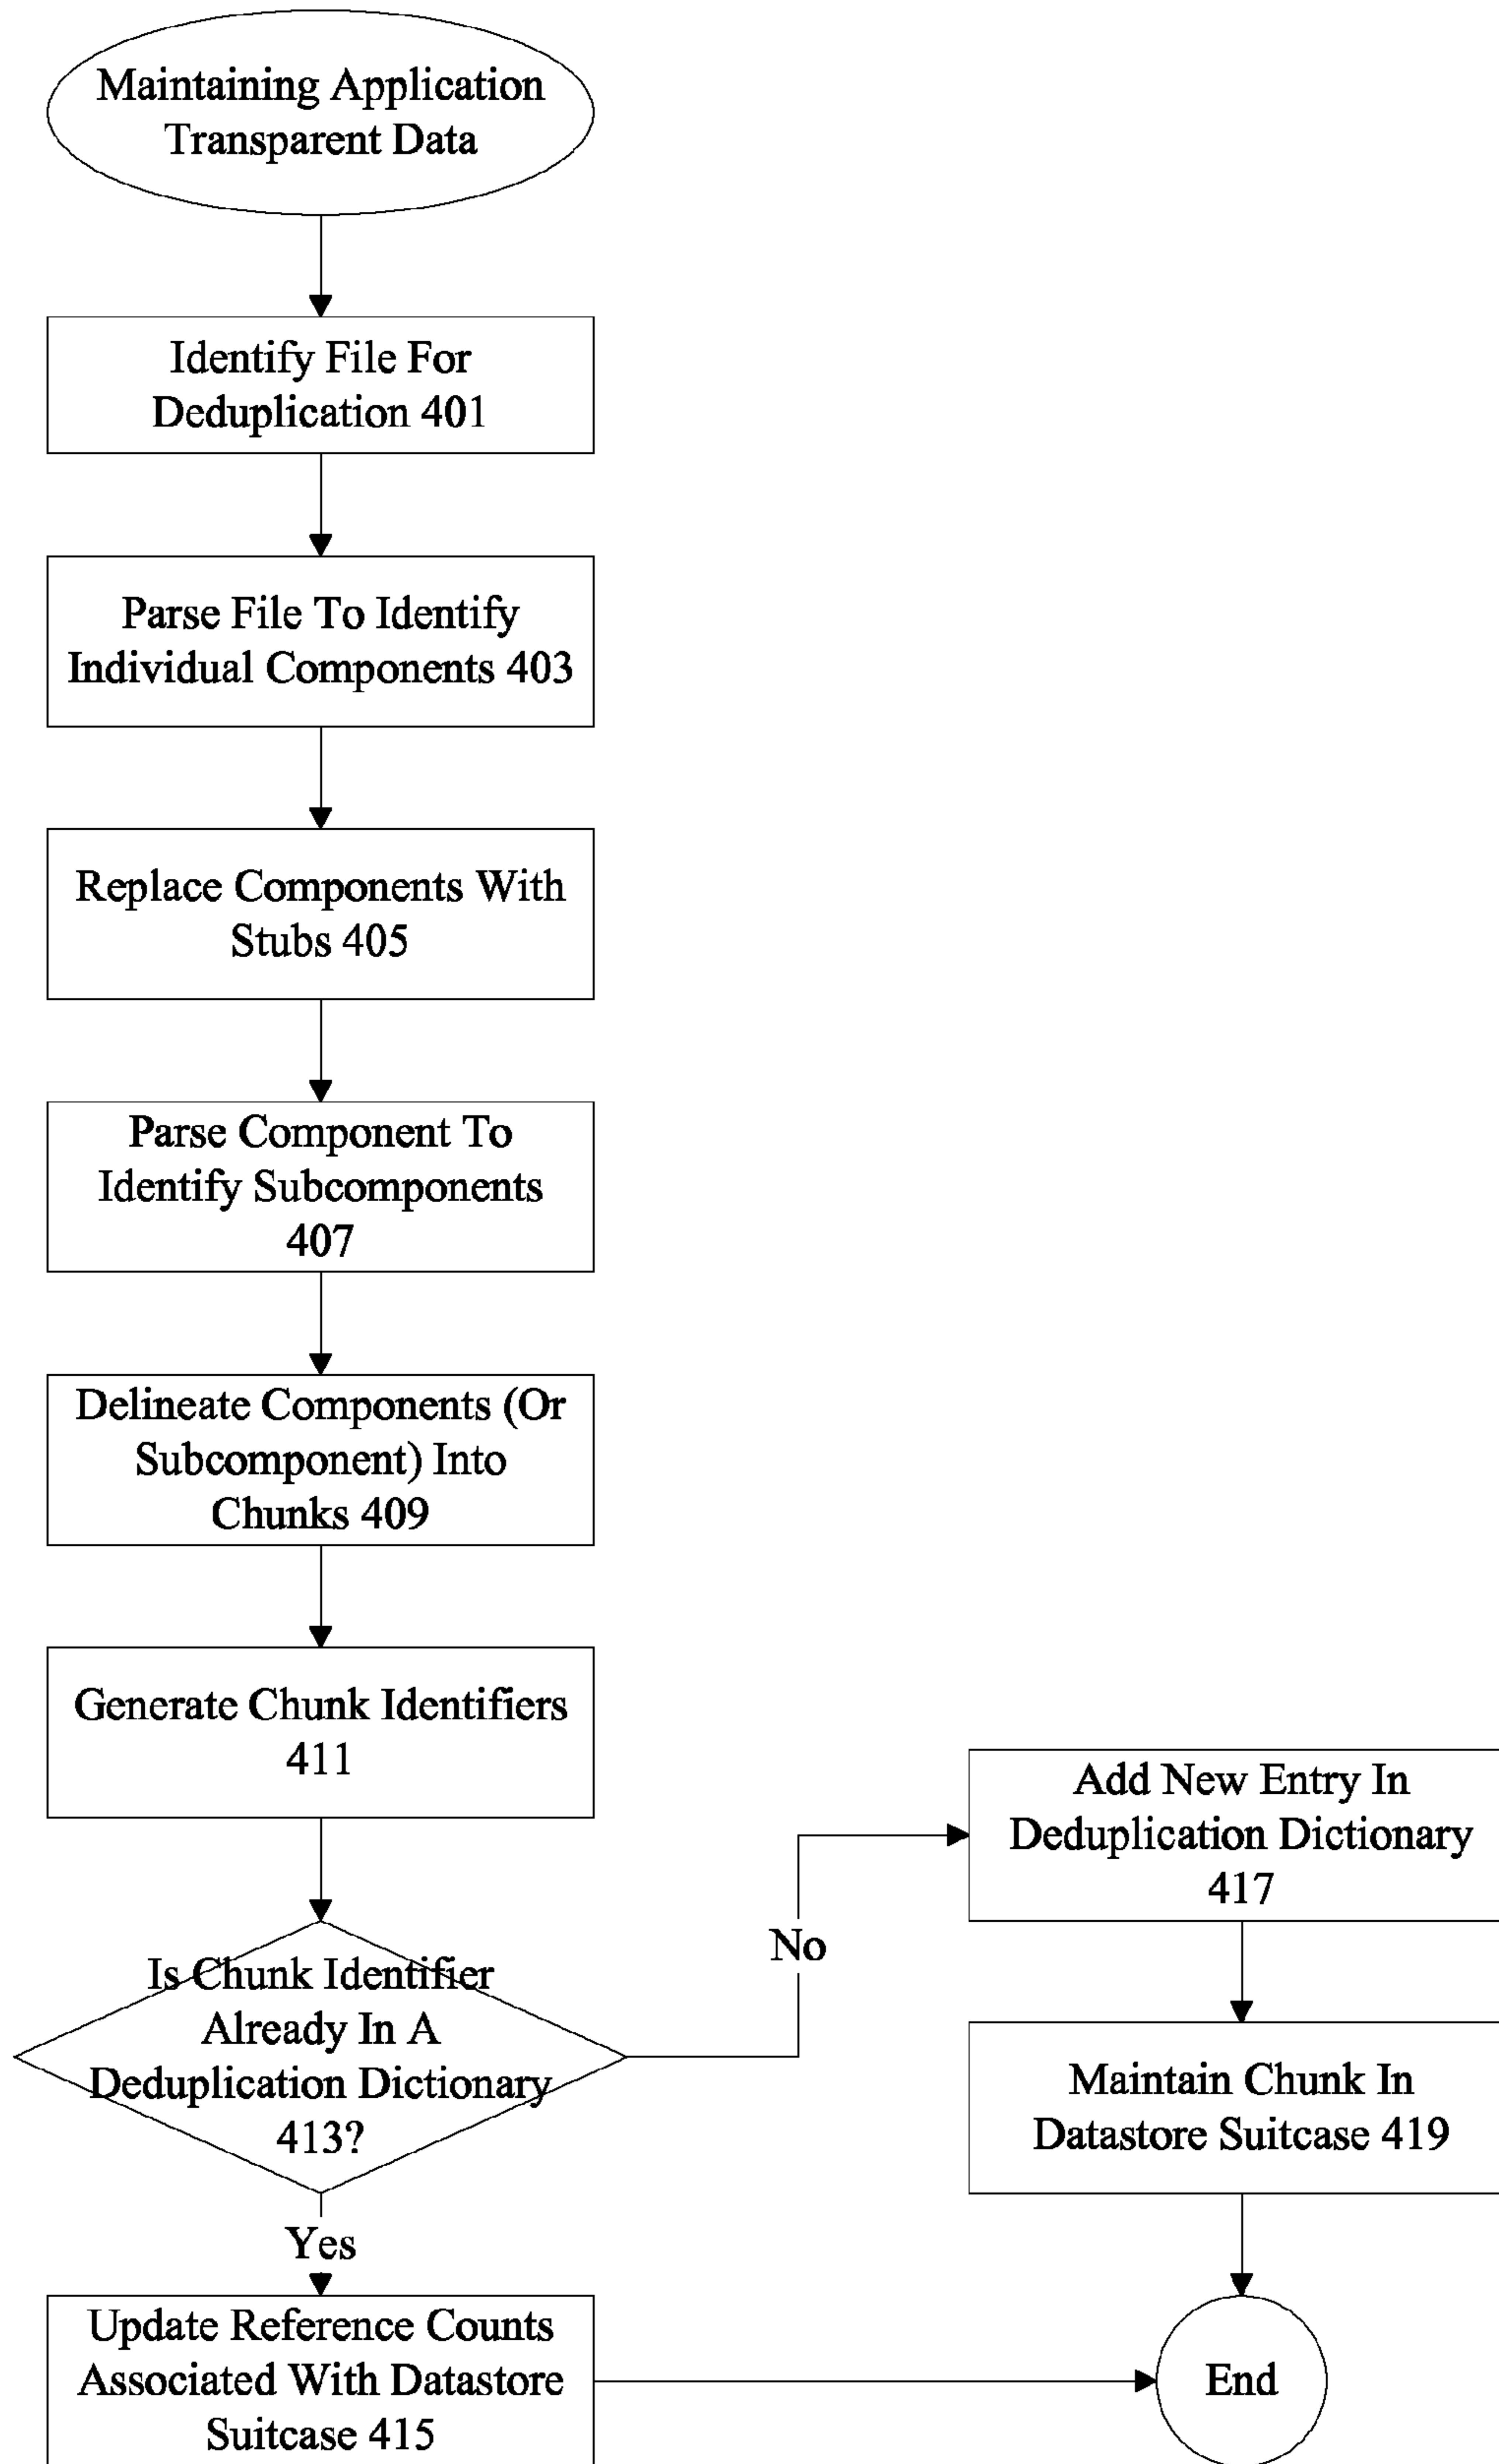 Maintaining Application
Transparent Data
Identify File For
Deduplication 401
Parse File To Identify
Individual Components 403
Replace Components With
Stubs 405
Parse Component To
Identify Subcomponents
407
Delineate Components (Or
Subcomponent) Into
Chunks 409
Generate Chunk Identifiers
411
Is Chunk Identifier
Already In A
Deduplication Dictionary
413?
No
Yes
Update Reference Counts
Associated With Datastore
Suitcase 415
Add New Entry In
Deduplication Dictionary
417
Maintain Chunk In
Datastore Suitcase 419
End